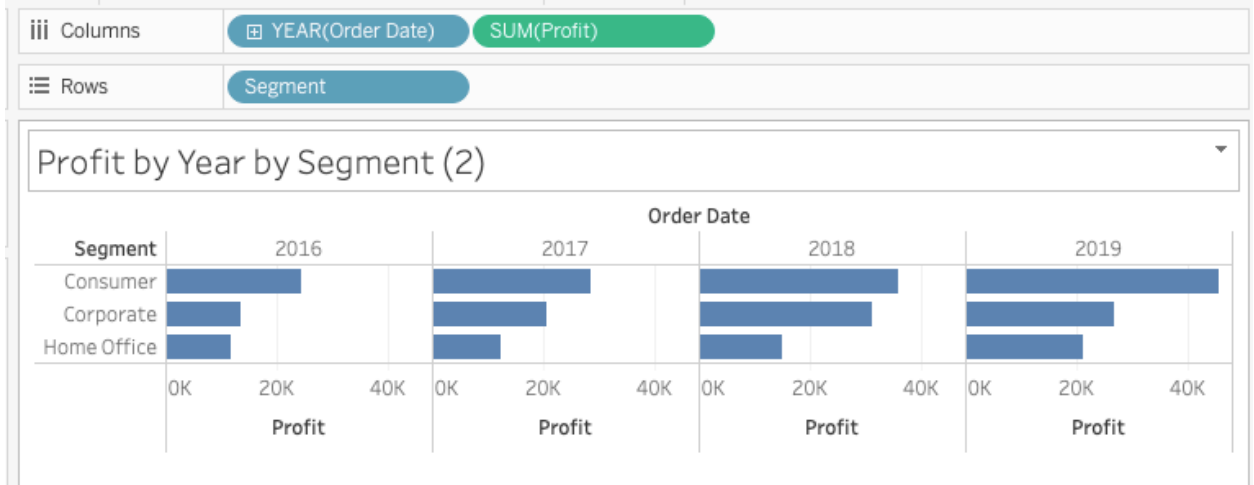 Columns YEAR(Order Date) SUM(Profit)
Rows Segment
Profit by Year by Segment (2)
Order Date
Segment 2016 2017 2018 2019
Consumer
Corporate
Home Office
0K 20K 40K 0K 20K 40K 0K 20K 40K 0K 20K 40K
Profit Profit Profit Profit